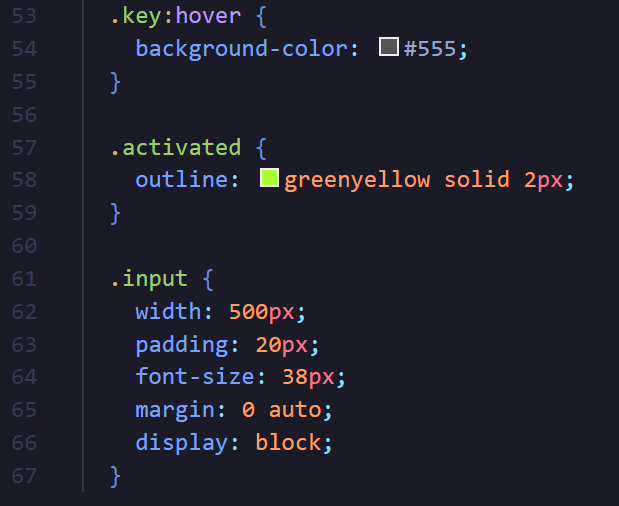 53 .key:hover {
54 background-color: #555;
55 }
56
57 .activated {
58 outline: greenyellow solid 2px;
59 }
60
61 .input {
62 width: 500px;
63 padding: 20px;
64 font-size: 38px;
65 margin: 0 auto;
66 display: block;
67 }